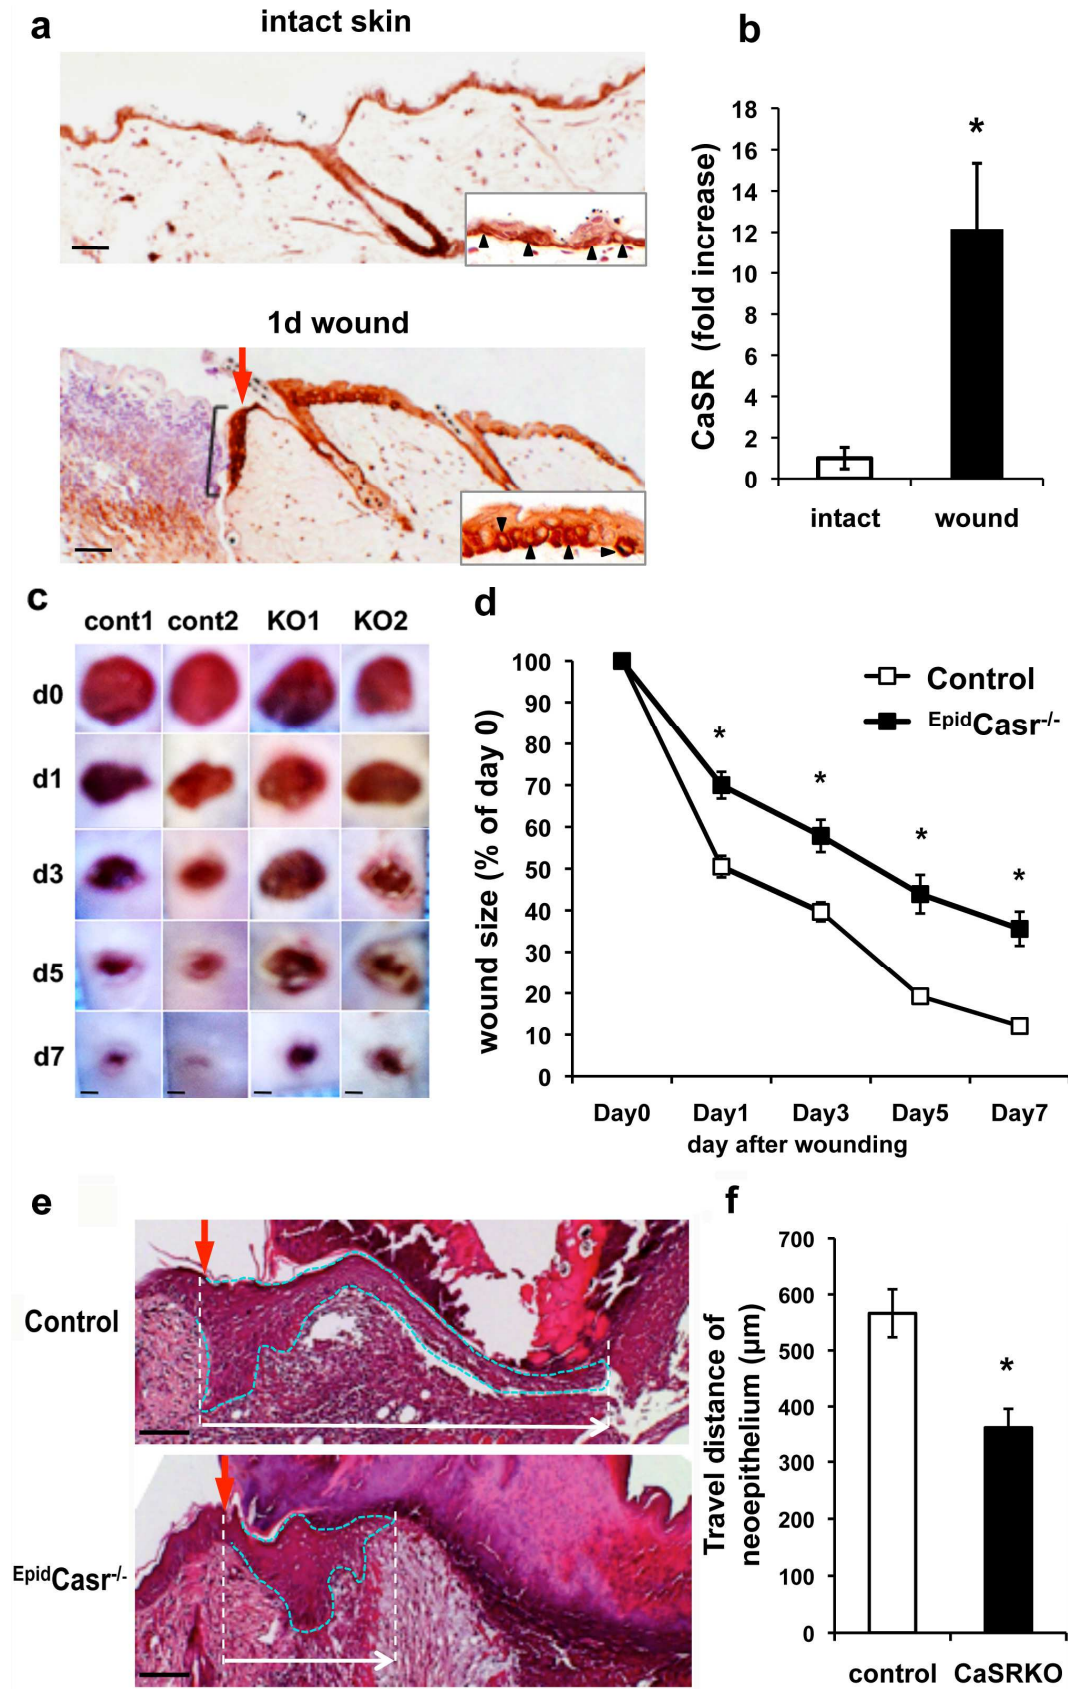 a
intact skin
1d wound
b
CaSR (fold increase)
18
16
14
12
10
8
6
4
2
0
*
intact
wound
c
cont1 cont2 KO1 KO2
d0
d1
d3
d5
d7
d
wound size (% of day 0)
100
90
80
70
60
50
40
30
20
10
0
Control
EpidCasr-/-
*
*
*
*
Day0 Day1 Day3 Day5 Day7
day after wounding
e
Control
EpidCasr-/-
f
Travel distance of
neoepithelium (μm)
700
600
500
400
300
200
100
0
*
control CaSRKO